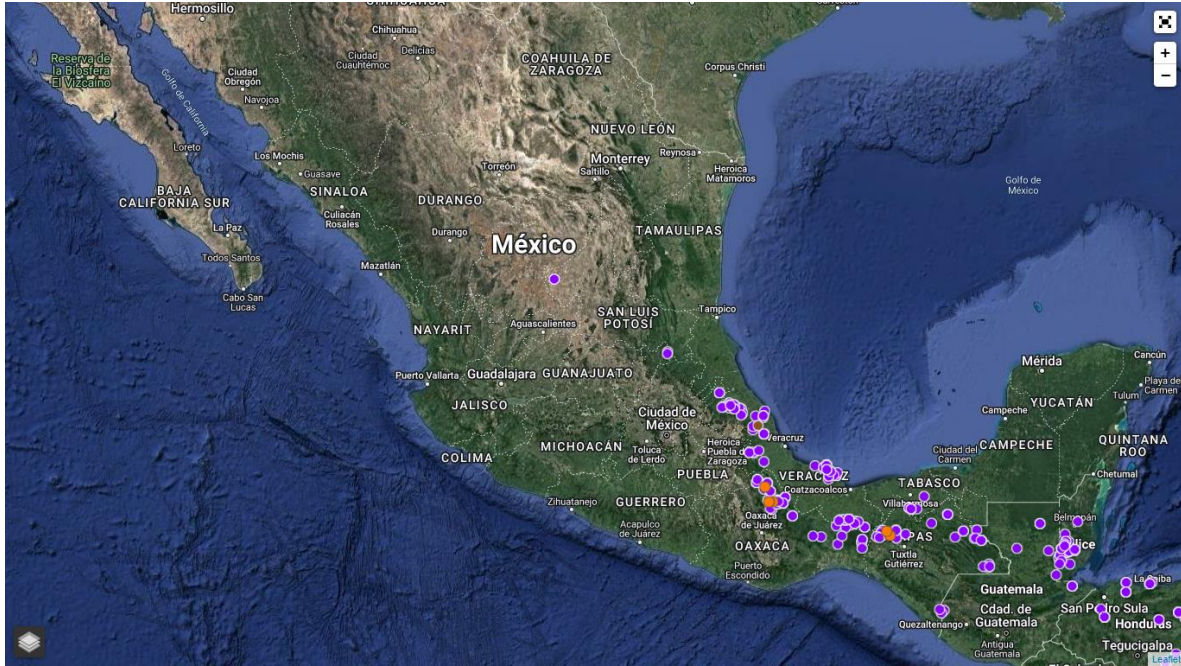 Hermosillo
CHIHUAHUA
Chihuahua
Delicias
Ciudad
Cuauhtémoc
COAHUILA DE
ZARAGOZA
Corpus Christi
Reserva de
la Biósfera
El Vizcaíno
Golfo de California
Ciudad
Obregón
Navojoa
NUEVO LEÓN
Loreto
Los Mochis
Guasave
Torreón
Monterrey
Saltillo
Reynosa
Heroica
Matamoros
Golfo de
México
BAJA
CALIFORNIA SUR
SINALOA
Culiacán
Rosales
DURANGO
La Paz
Durango
México
TAMAULIPAS
Todos Santos
Mazatlán
Cabo San
Lucas
NAYARIT
Aguascalientes
SAN LUIS
POTOSÍ
Tampico
Puerto Vallarta
Guadalajara
GUANAJUATO
Mérida
Cancún
Playa del
Carmen
Tulum
YUCATÁN
JALISCO
Ciudad de
México
Campeche
COLIMA
MICHOACÁN
Toluca
de Lerdo
Heroica
Puebla de
Zaragoza
Veracruz
Ciudad del
Carmen
CAMPECHE
QUINTANA
ROO
PUEBLA
VERACRUZ
Coatzacoalcos
TABASCO
Chetumal
Zihuatanejo
GUERRERO
Villahermosa
Acapulco
de Juárez
Oaxaca
de Juárez
Belmopán
OAXACA
Tuxtla
Gutiérrez
Puerto
Escondido
Guatemala
La Ceiba
Cdad. de
Guatemala
San Pedro Sula
Quezaltenango
Honduras
Antigua
Guatemala
Tegucigalpa
Leaflet
+
−